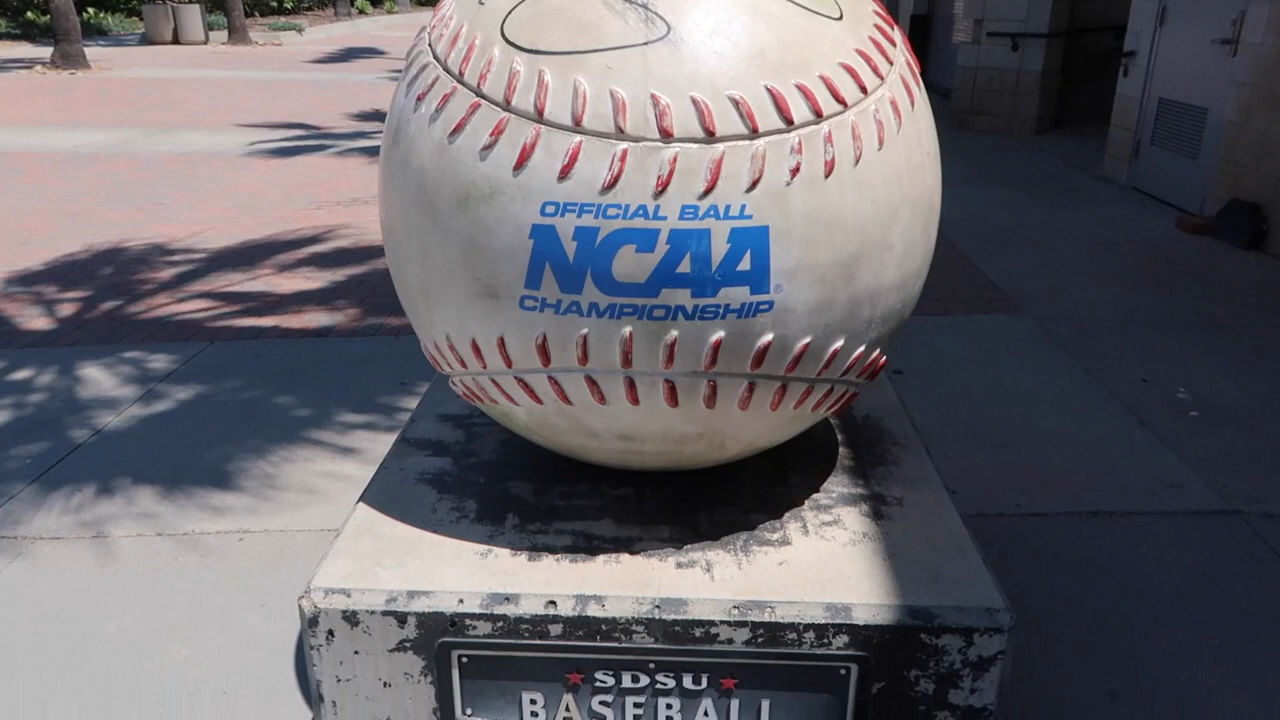 OFFICIAL BALL
NCAA®
CHAMPIONSHIP
SDSU
BASEBALL